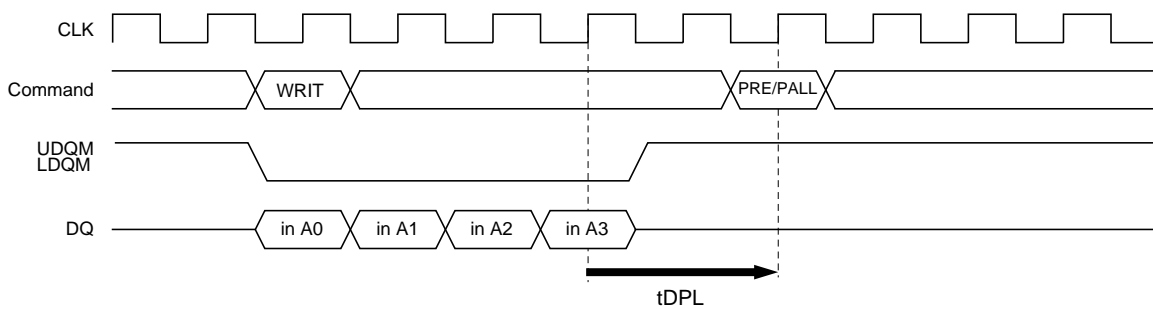 CLK
Command
WRIT
PRE/PALL
UDQM
LDQM
DQ
in A0
in A1
in A2
in A3
tDPL